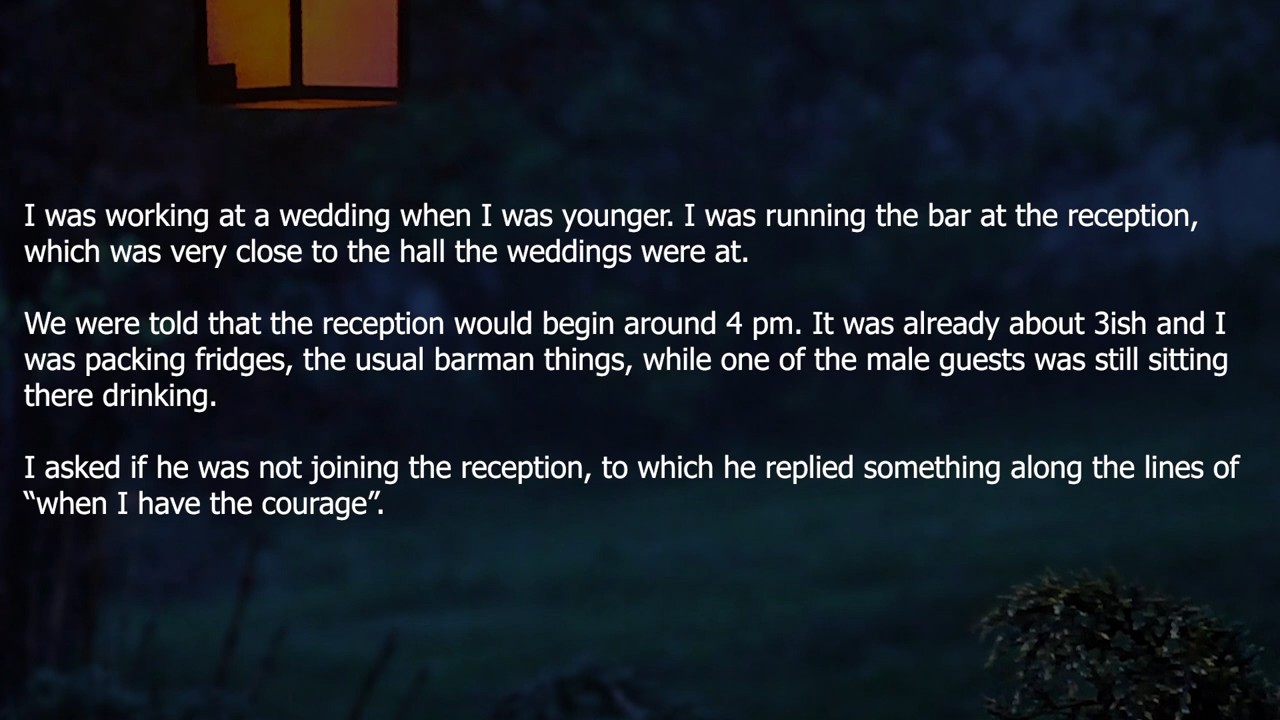 I was working at a wedding when I was younger. I was running the bar at the reception,
which was very close to the hall the weddings were at.
We were told that the reception would begin around 4 pm. It was already about 3ish and I
was packing fridges, the usual barman things, while one of the male guests was still sitting
there drinking.
I asked if he was not joining the reception, to which he replied something along the lines of
“when I have the courage”.